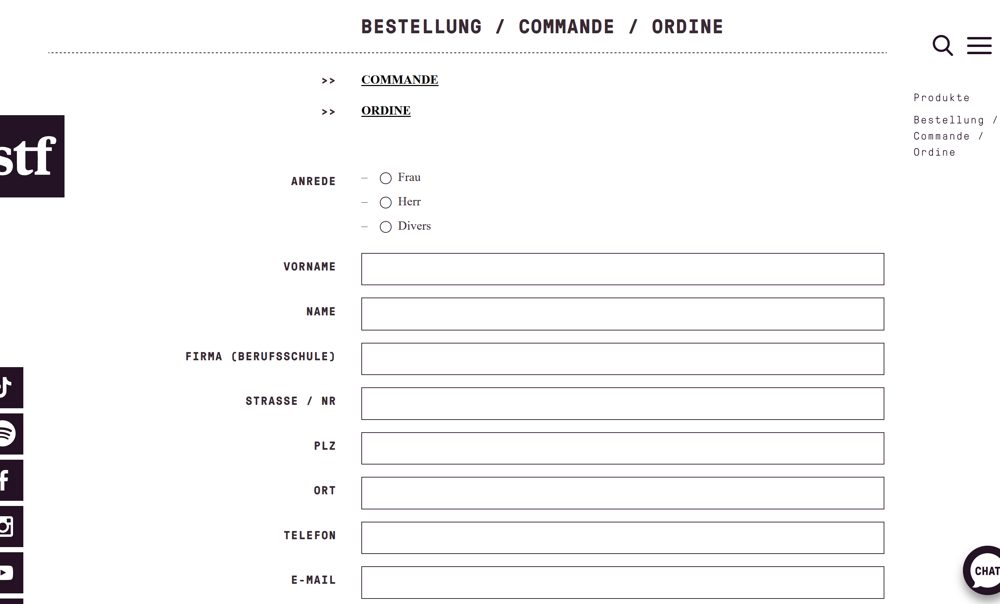 BESTELLUNG / COMMANDE / ORDINE
>> COMMANDE
>> ORDINE
Produkte
Bestellung /
Commande /
Ordine
stf
ANREDE
– Frau
– Herr
– Divers
VORNAME
NAME
FIRMA (BERUFSSCHULE)
STRASSE / NR
PLZ
ORT
TELEFON
E-MAIL
CHAT